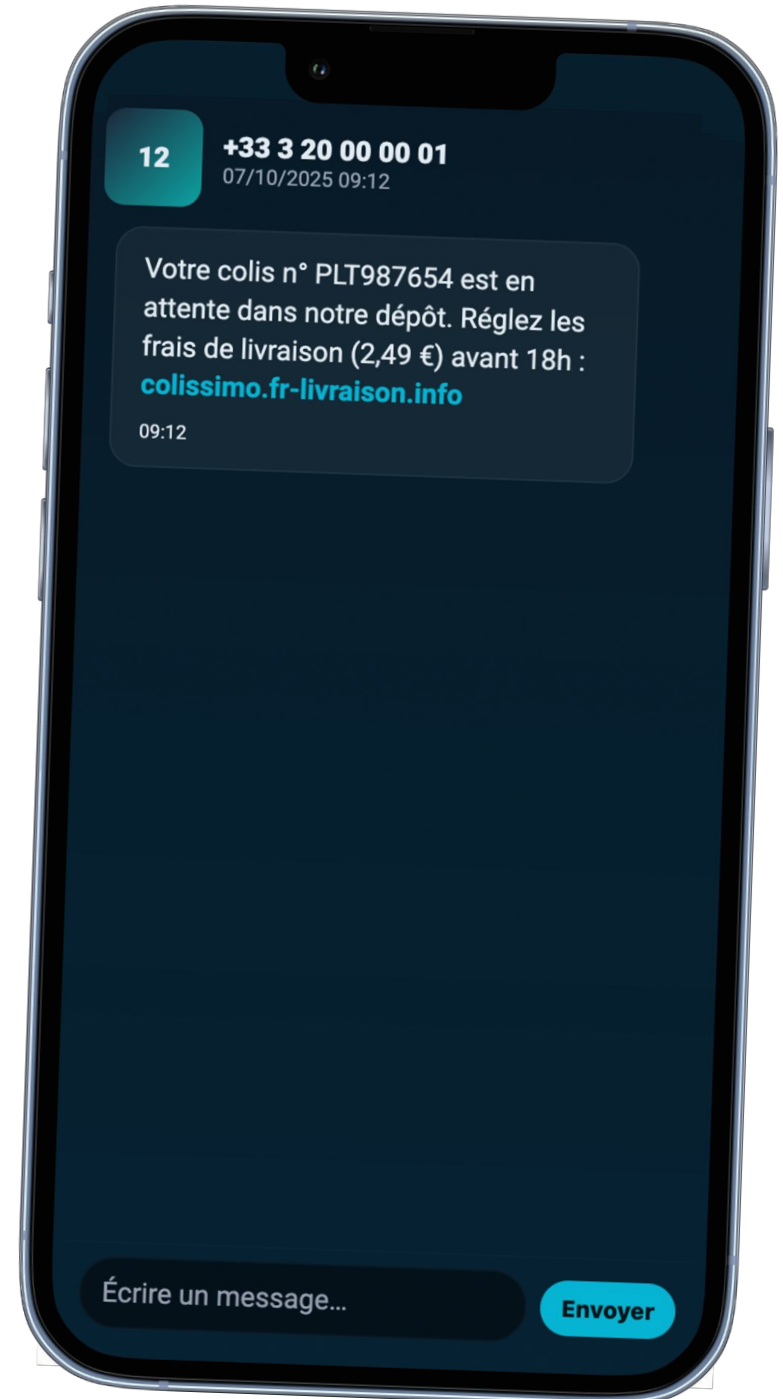 12
+33 3 20 00 00 01
07/10/2025 09:12
Votre colis n° PLT987654 est en
attente dans notre dépôt. Réglez les
frais de livraison (2,49 €) avant 18h :
colissimo.fr-livraison.info
09:12
Écrire un message...
Envoyer